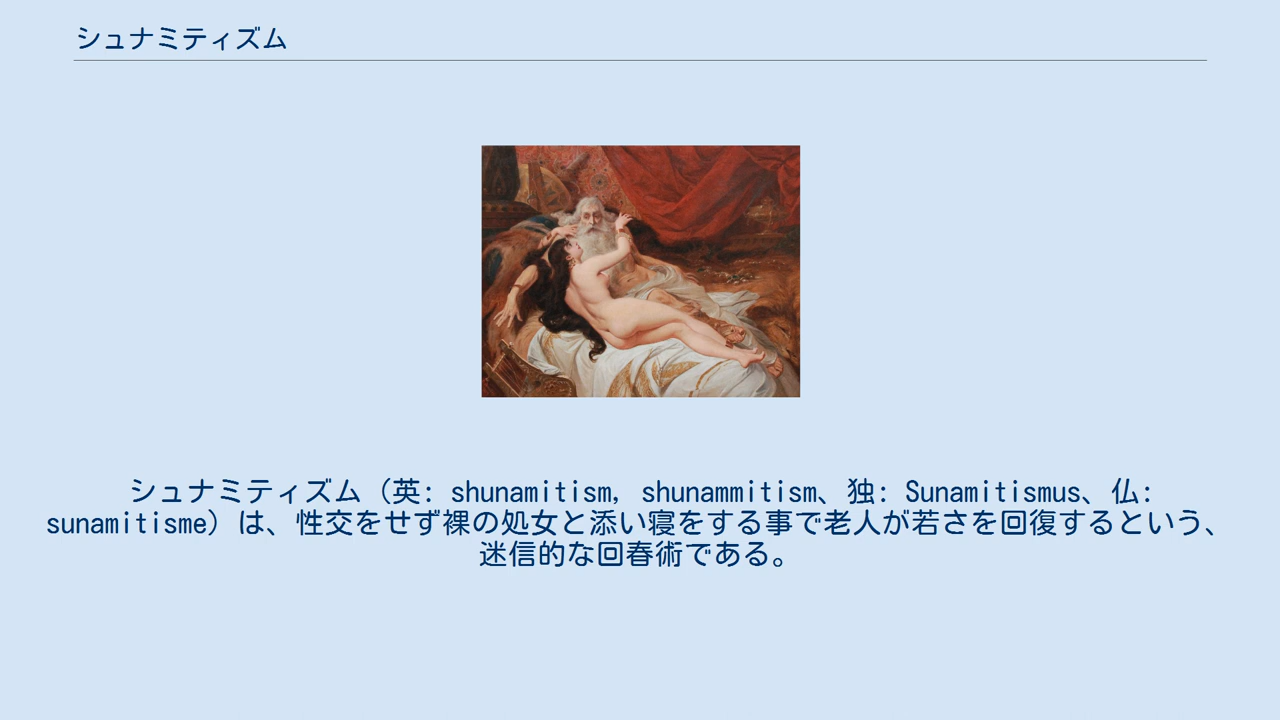 シュナミティズム
シュナミティズム（英: shunamitism, shunammitism、独: Sunamitismus、仏:
sunamitisme）は、性交をせず裸の処女と添い寝をする事で老人が若さを回復するという、
迷信的な回春術である。